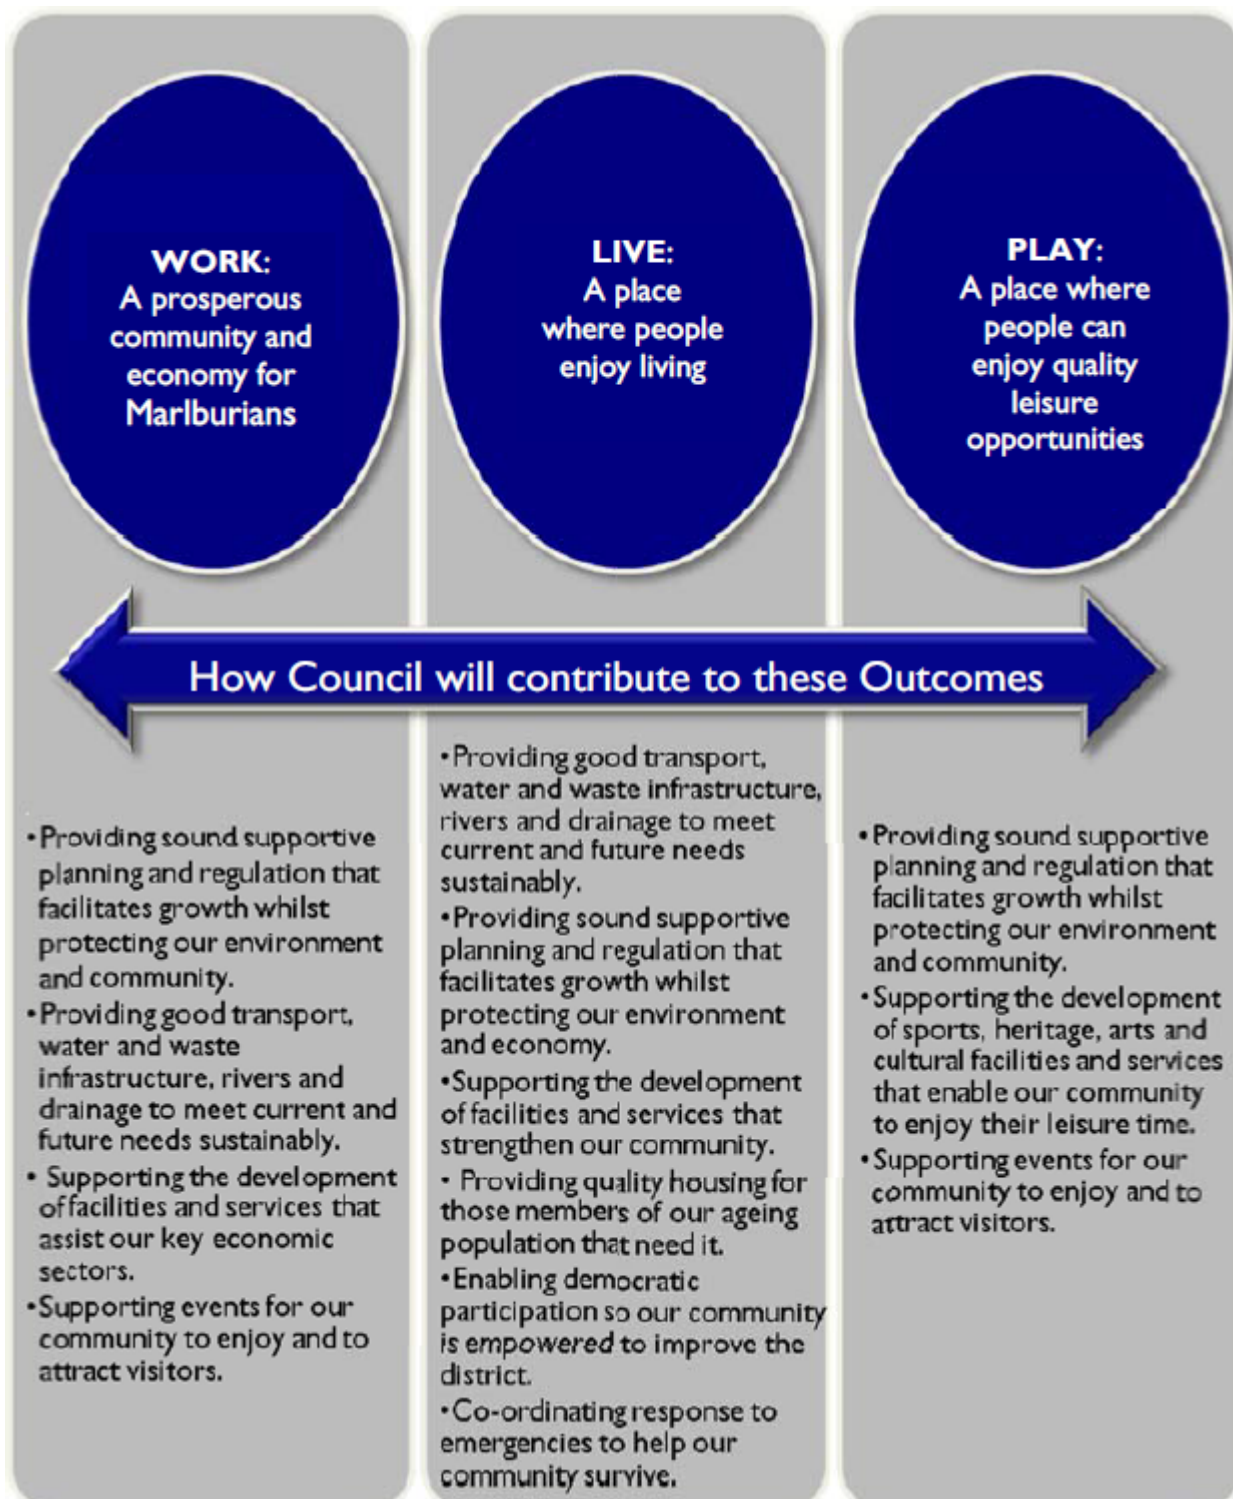 WORK:
A prosperous
community and
economy for
Marlburians
LIVE:
A place
where people
enjoy living
PLAY:
A place where
people can
enjoy quality
leisure
opportunities
How Council will contribute to these Outcomes
•Providing sound supportive
planning and regulation that
facilitates growth whilst
protecting our environment
and community.
•Providing good transport,
water and waste
infrastructure, rivers and
drainage to meet current and
future needs sustainably.
• Supporting the development
of facilities and services that
assist our key economic
sectors.
•Supporting events for our
community to enjoy and to
attract visitors.
•Providing good transport,
water and waste infrastructure,
rivers and drainage to meet
current and future needs
sustainably.
•Providing sound supportive
planning and regulation that
facilitates growth whilst
protecting our environment
and economy.
•Supporting the development
of facilities and services that
strengthen our community.
• Providing quality housing for
those members of our ageing
population that need it.
•Enabling democratic
participation so our community
is empowered to improve the
district.
•Co-ordinating response to
emergencies to help our
community survive.
•Providing sound supportive
planning and regulation that
facilitates growth whilst
protecting our environment
and community.
•Supporting the development
of sports, heritage, arts and
cultural facilities and services
that enable our community
to enjoy their leisure time.
•Supporting events for our
community to enjoy and to
attract visitors.